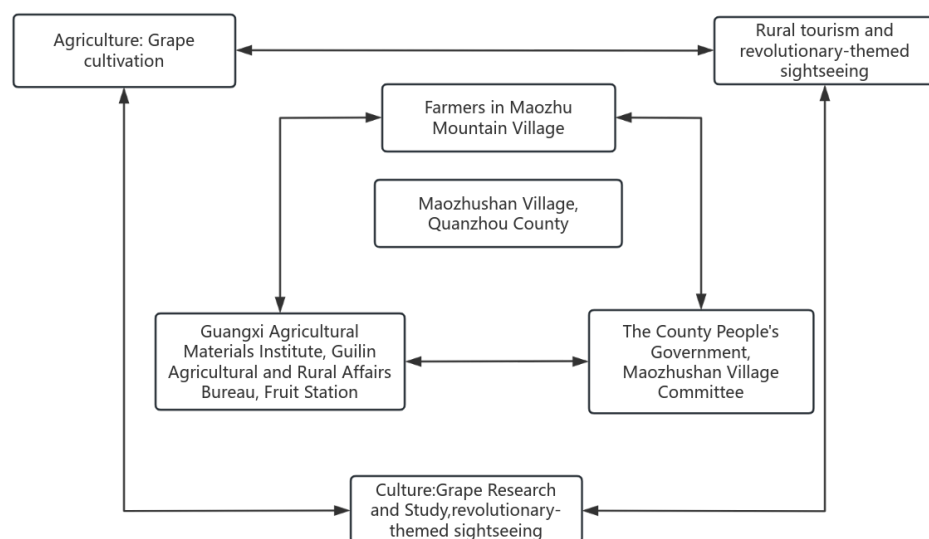 Agriculture: Grape
cultivation
Rural tourism and
revolutionary-themed
sightseeing
Farmers in Maozhu
Mountain Village
Maozhushan Village,
Quanzhou County
Guangxi Agricultural
Materials Institute, Guilin
Agricultural and Rural Affairs
Bureau, Fruit Station
The County People's
Government,
Maozhushan Village
Committee
Culture:Grape Research
and Study,revolutionary-
themed sightseeing